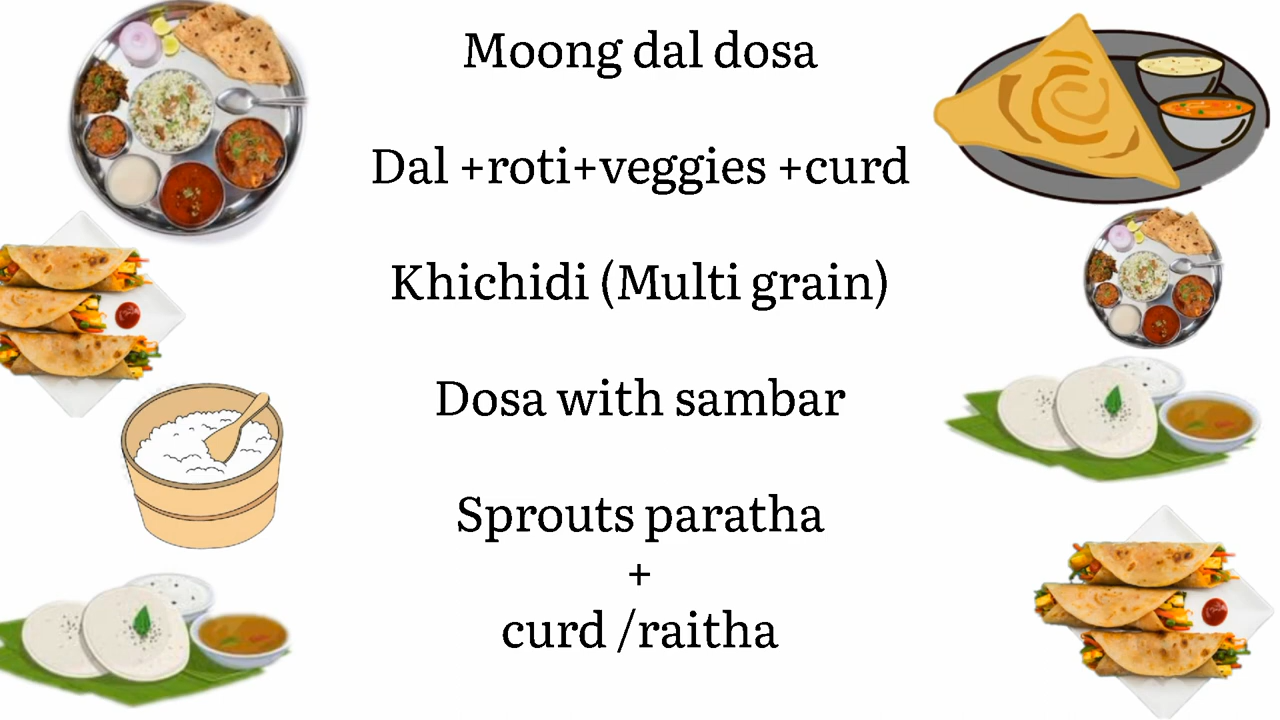 Moong dal dosa
Dal +roti+veggies +curd
Khichidi (Multi grain)
Dosa with sambar
Sprouts paratha
+
curd /raitha